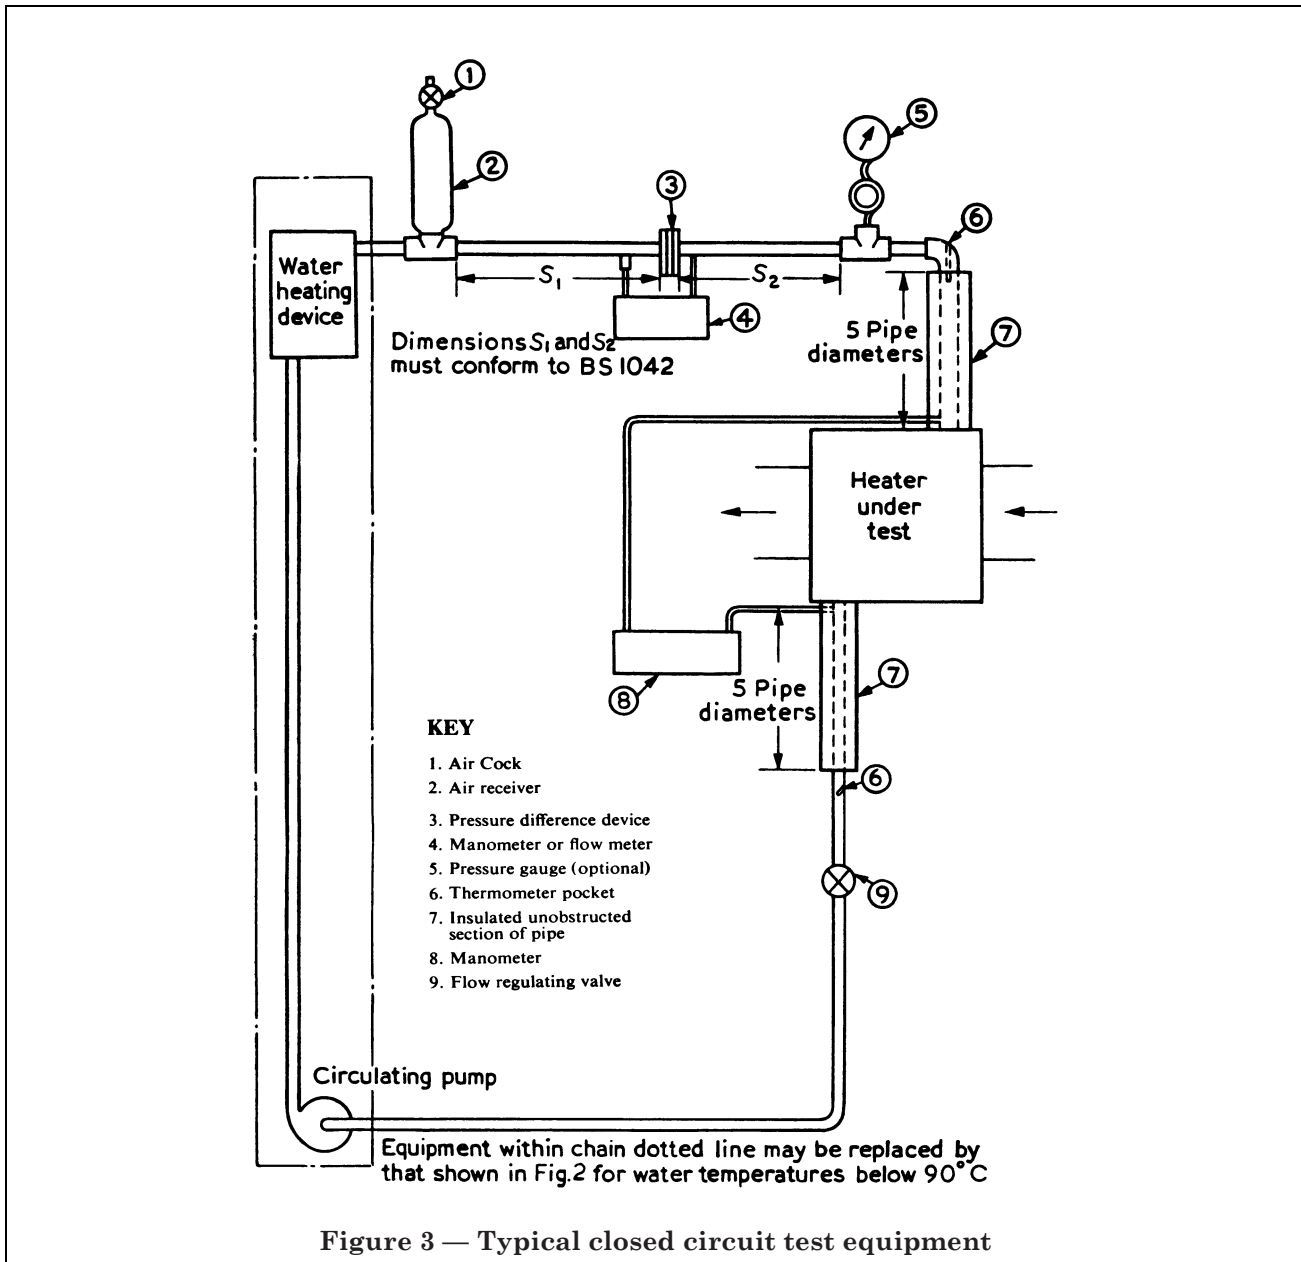 1
2
3
5
6
Water
heating
device
S1
S2
4
Dimensions S1 and S2
must conform to BS 1042
5 Pipe
diameters
7
Heater
under
test
8
5 Pipe
diameters
7
6
9
KEY
1. Air Cock
2. Air receiver
3. Pressure difference device
4. Manometer or flow meter
5. Pressure gauge (optional)
6. Thermometer pocket
7. Insulated unobstructed
section of pipe
8. Manometer
9. Flow regulating valve
Circulating pump
Equipment within chain dotted line may be replaced by
that shown in Fig.2 for water temperatures below 90°C
Figure 3 — Typical closed circuit test equipment